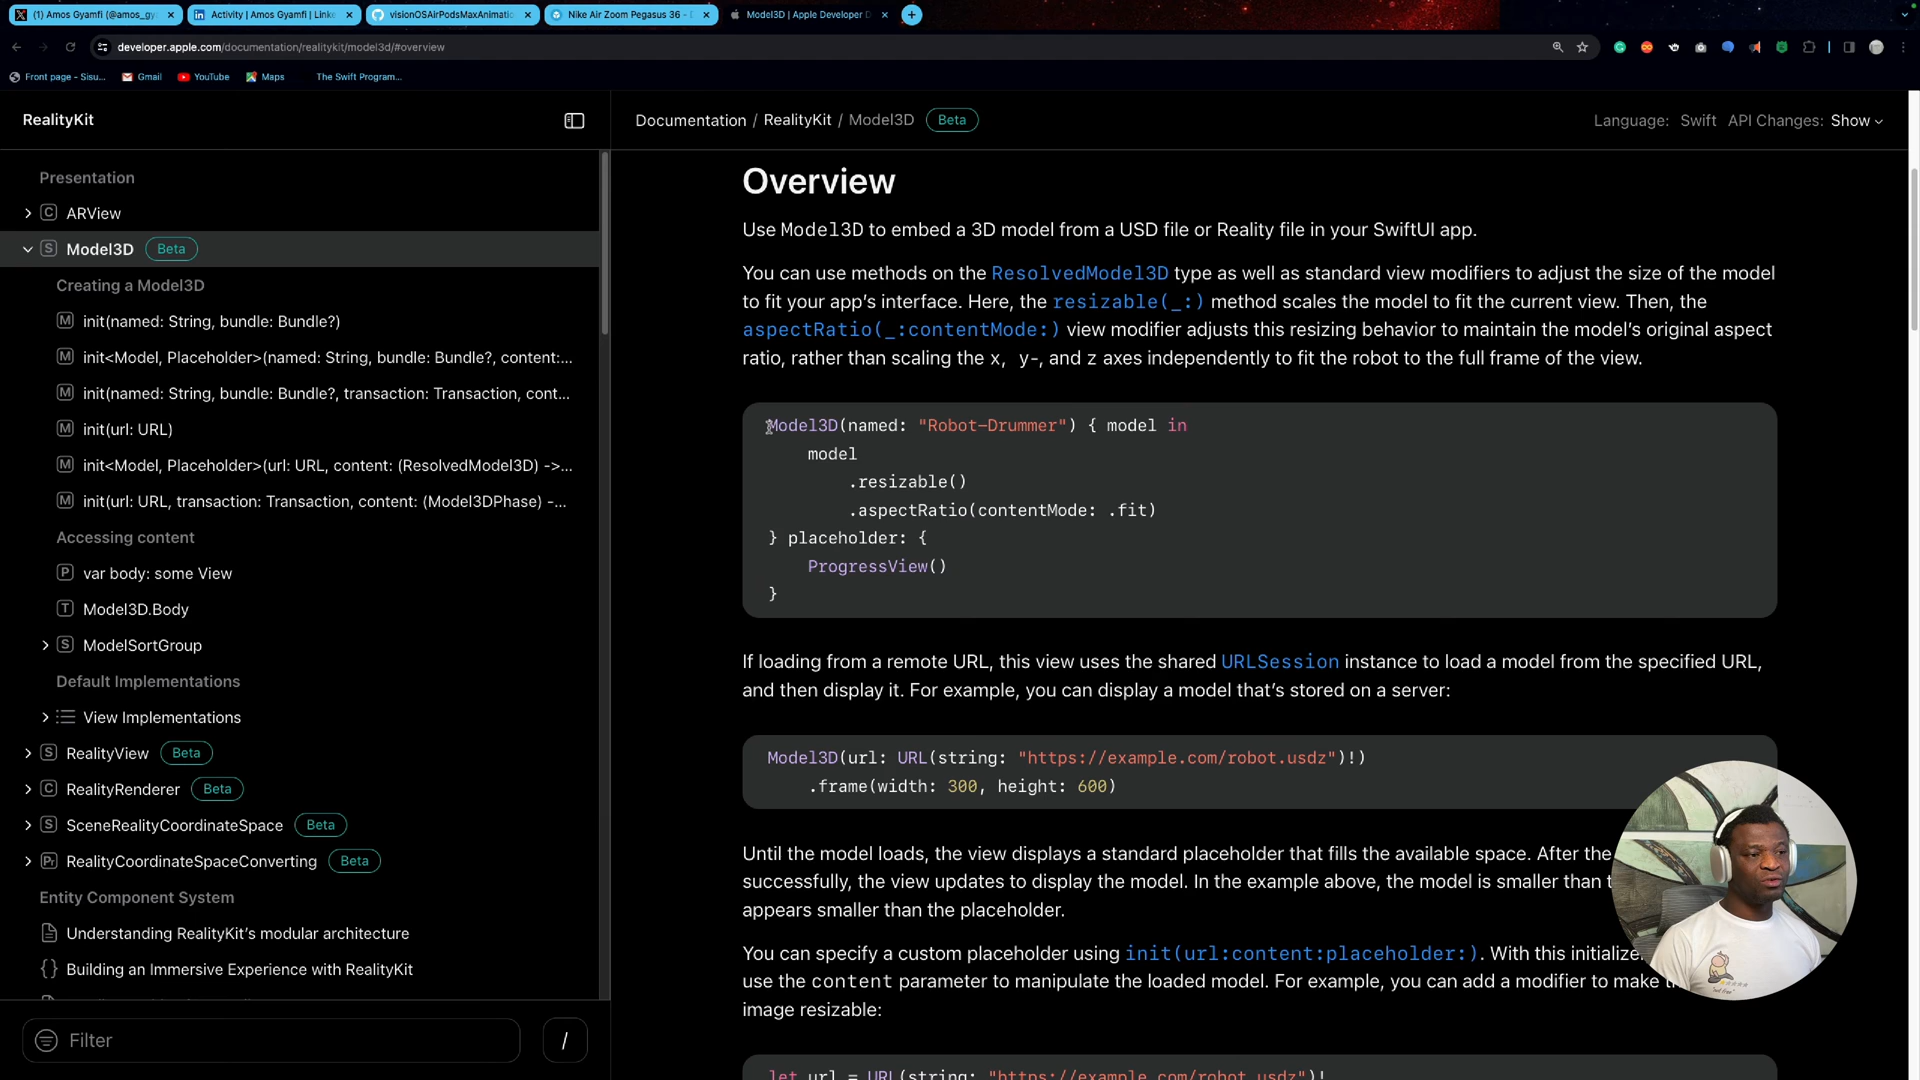 (1) Amos Gyamfi (@amos_gy
Activity | Amos Gyamfi | Linke
visionOSAirPodsMaxAnimatio
Nike Air Zoom Pegasus 36 - D
Model3D | Apple Developer D
developer.apple.com/documentation/realitykit/model3d/#overview
Front page - Sisu...
Gmail
YouTube
Maps
The Swift Program...
RealityKit
Documentation / RealityKit / Model3D Beta
Language: Swift API Changes: Show
Presentation
ARView
Model3D Beta
Creating a Model3D
init(named: String, bundle: Bundle?)
init<Model, Placeholder>(named: String, bundle: Bundle?, content:...
init(named: String, bundle: Bundle?, transaction: Transaction, cont...
init(url: URL)
init<Model, Placeholder>(url: URL, content: (ResolvedModel3D) ->...
init(url: URL, transaction: Transaction, content: (Model3DPhase) -...
Accessing content
var body: some View
Model3D.Body
ModelSortGroup
Default Implementations
View Implementations
RealityView Beta
RealityRenderer Beta
SceneRealityCoordinateSpace Beta
RealityCoordinateSpaceConverting Beta
Entity Component System
Understanding RealityKit's modular architecture
Building an Immersive Experience with RealityKit
Filter
/
Overview
Use Model3D to embed a 3D model from a USD file or Reality file in your SwiftUI app.
You can use methods on the ResolvedModel3D type as well as standard view modifiers to adjust the size of the model
to fit your app's interface. Here, the resizable(_:) method scales the model to fit the current view. Then, the
aspectRatio(_:contentMode:) view modifier adjusts this resizing behavior to maintain the model's original aspect
ratio, rather than scaling the x, y-, and z axes independently to fit the robot to the full frame of the view.
Model3D(named: "Robot-Drummer") { model in
model
.resizable()
.aspectRatio(contentMode: .fit)
} placeholder: {
ProgressView()
}
If loading from a remote URL, this view uses the shared URLSession instance to load a model from the specified URL,
and then display it. For example, you can display a model that's stored on a server:
Model3D(url: URL(string: "https://example.com/robot.usdz")!)
.frame(width: 300, height: 600)
Until the model loads, the view displays a standard placeholder that fills the available space. After the
successfully, the view updates to display the model. In the example above, the model is smaller than
appears smaller than the placeholder.
You can specify a custom placeholder using init(url:content:placeholder:). With this initialize
use the content parameter to manipulate the loaded model. For example, you can add a modifier to make
image resizable:
let url = URL(string: "https://example.com/robot.usdz")!